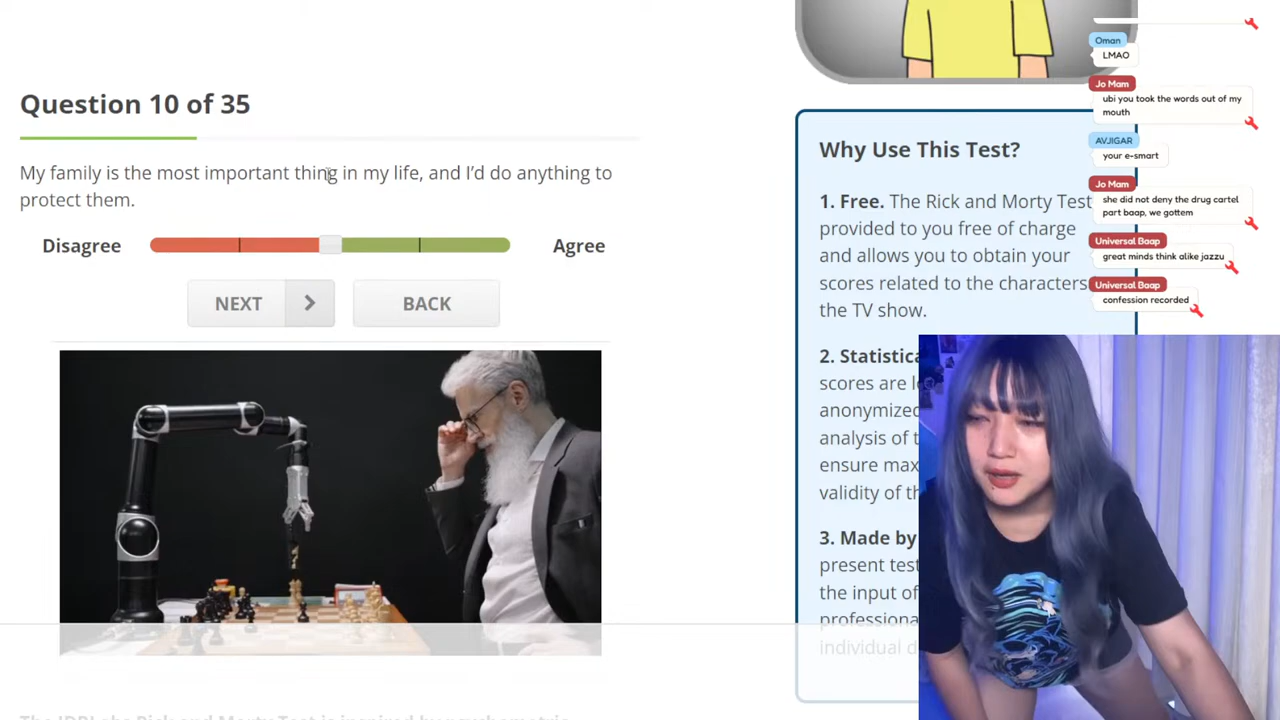 Question 10 of 35
My family is the most important thing in my life, and I'd do anything to
protect them.
Disagree
Agree
NEXT
BACK
Why Use This Test?
1. Free. The Rick and Morty Test
provided to you free of charge
and allows you to obtain your
scores related to the characters
the TV show.
2.
scores are
anonymized
analysis of
ensure
validity of
3. Made by
present test
the input of
individual
Oman
LMAO
Jo Mam
ubi you took the words out of my
mouth
AVJIGAR
your e-smart
Jo Mam
she did not deny the drug cartel
part baap, we gottem
Universal Baap
great minds think alike jazzu
Universal Baap
confession recorded